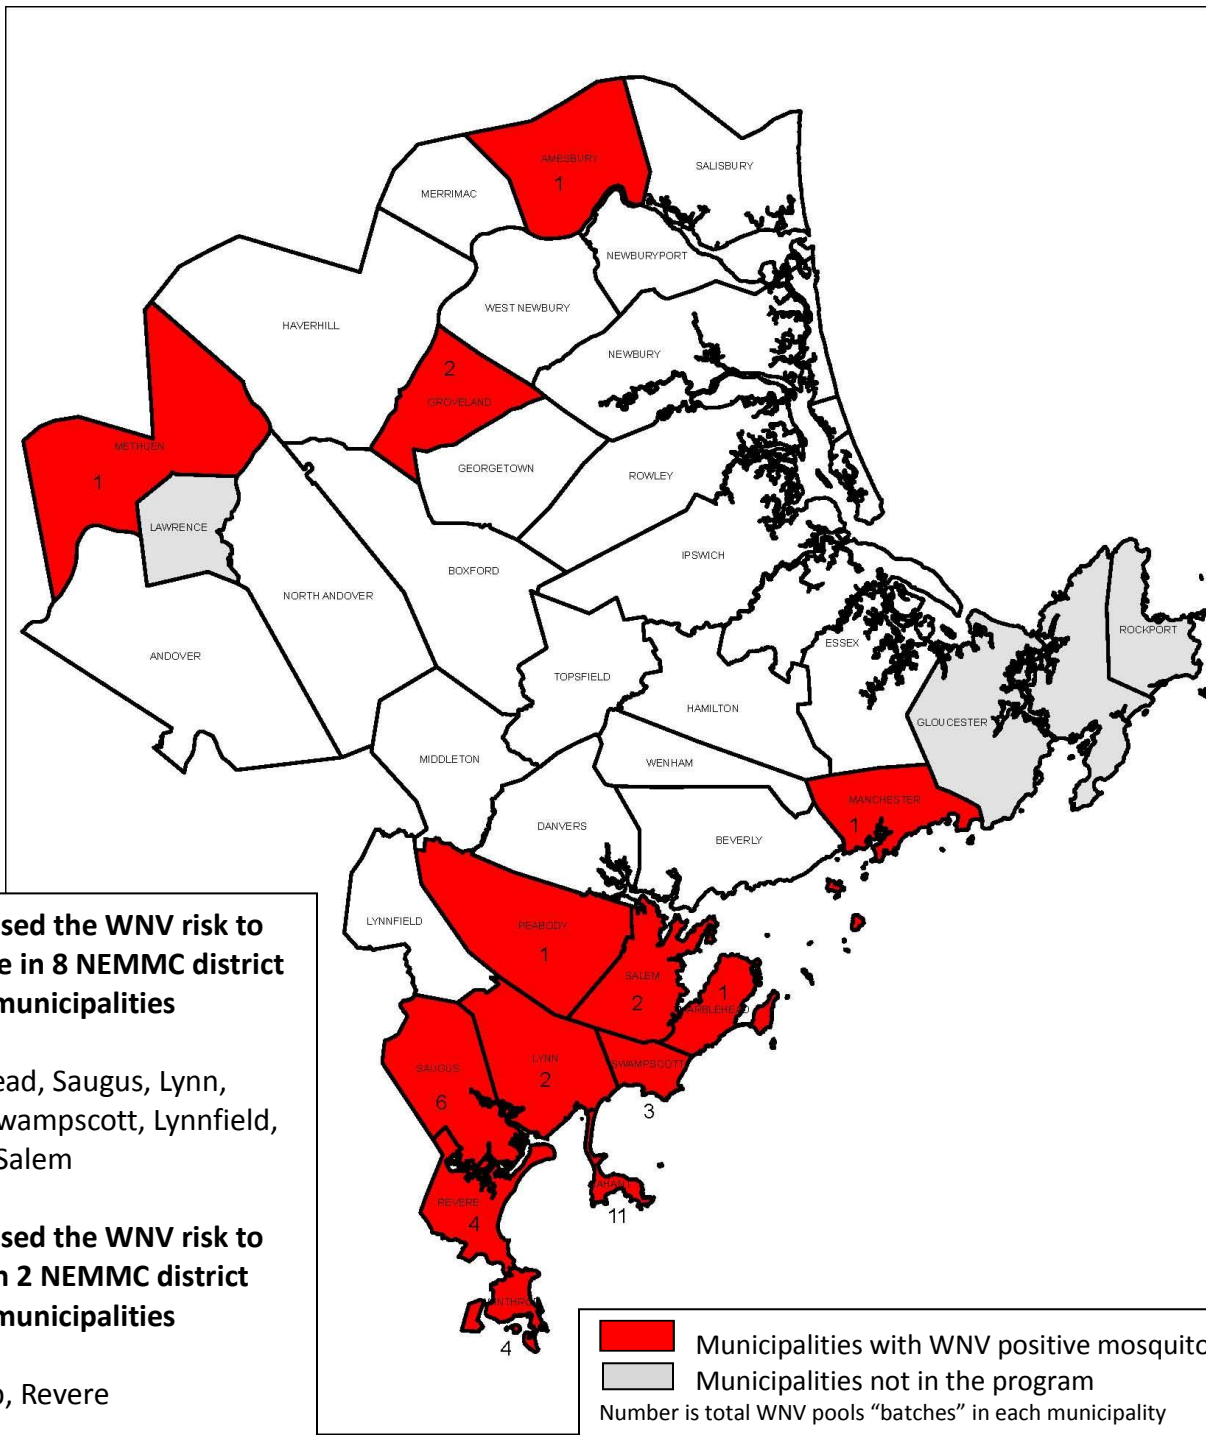 AMESBURY
1
SALISBURY
MERRIMAC
NEWBURYPORT
WEST NEWBURY
HAVERHILL
NEWBURY
2
GROVELAND
METHUEN
1
GEORGETOWN
ROWLEY
LAWRENCE
IPSWICH
BOXFORD
NORTH ANDOVER
ROCKPORT
ESSEX
ANDOVER
TOPSFIELD
HAMILTON
GLOUCESTER
MIDDLETON
WENHAM
MANCHESTER
1
DANVERS
BEVERLY
LYNNFIELD
PEABODY
1
SALEM
2
1
ARBLEHEAD
SAUGUS
6
LYNN
2
SWAMPSCOTT
3
AHANT
11
REVERE
4
INTHRO
4
sed the WNV risk to
e in 8 NEMMC district
municipalities
ead, Saugus, Lynn,
wampscott, Lynnfield,
Salem
sed the WNV risk to
n 2 NEMMC district
municipalities
o, Revere
Municipalities with WNV positive mosquito
Municipalities not in the program
Number is total WNV pools “batches” in each municipality